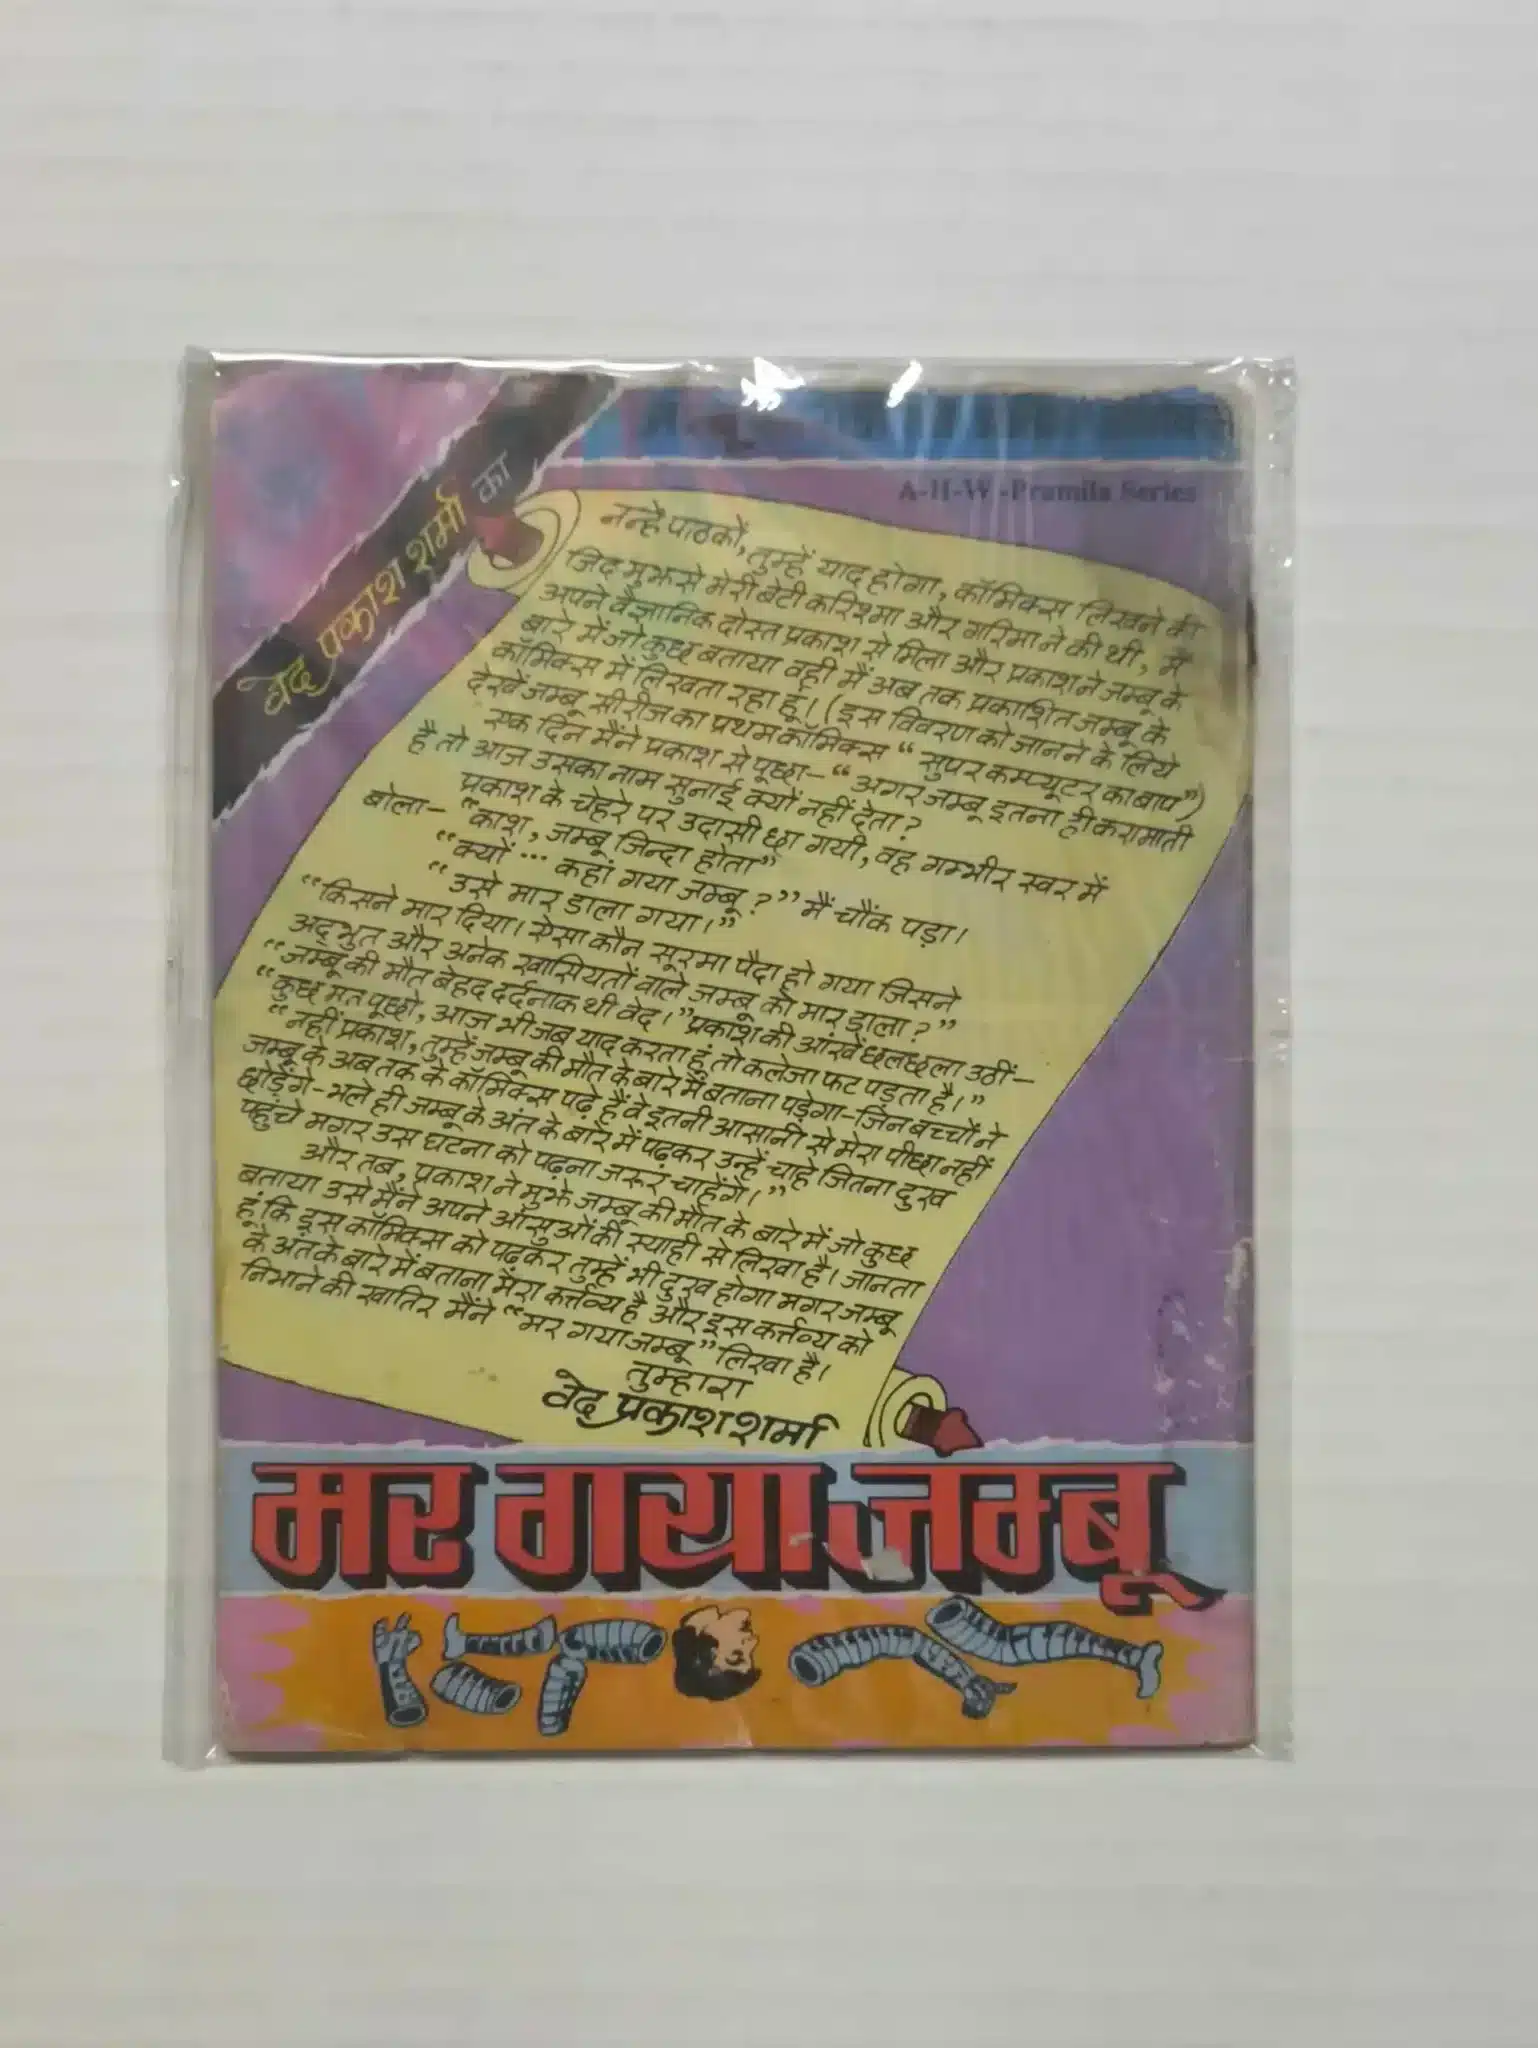 वेद प्रकाश शर्मा का
A-H-W-Pramila Series
नन्हे पाठकों, तुम्हें याद होगा, कॉमिक्स लिखने की
जिद मुझसे मेरी बेटी करिश्मा और गरिमा ने की थी, मैं
अपने वैज्ञानिक दोस्त प्रकाश से मिला और प्रकाश ने जम्बू के
बारे में जो कुछ बताया वही मैं अब तक प्रकाशित जम्बू के
कॉमिक्स में लिखता रहा हूं। (इस विवरण को जानने के लिये
देखें जम्बू सीरीज का प्रथम कॉमिक्स “सुपर कम्प्यूटर का बाप”)
एक दिन मैंने प्रकाश से पूछा- “अगर जम्बू इतना ही करामाती
है तो आज उसका नाम सुनाई क्यों नहीं देता?
प्रकाश के चेहरे पर उदासी छा गयी, वह गम्भीर स्वर में
बोला- “काश, जम्बू जिन्दा होता”
“क्यों ... कहां गया जम्बू?” मैं चौंक पड़ा।
“उसे मार डाला गया।”
“किसने मार दिया। ऐसा कौन सूरमा पैदा हो गया जिसने
अद्भुत और अनेक खासियतों वाले जम्बू को मार डाला?”
“जम्बू की मौत बेहद दर्दनाक थी वेद।” प्रकाश की आंखें छलछला उठीं-
“कुछ मत पूछो, आज भी जब याद करता हूं तो कलेजा फट पड़ता है।”
“नहीं प्रकाश, तुम्हें जम्बू की मौत के बारे में बताना पड़ेगा-जिन बच्चों ने
जम्बू के अब तक के कॉमिक्स पढ़े हैं वे इतनी आसानी से मेरा पीछा नहीं
छोड़ेंगे-भले ही जम्बू के अंत के बारे में पढ़कर उन्हें चाहे जितना दुख
पहुंचे मगर उस घटना को पढ़ना जरूर चाहेंगे।”
और तब, प्रकाश ने मुझे जम्बू की मौत के बारे में जो कुछ
बताया उसे मैंने अपने आँसुओं की स्याही से लिखा है। जानता
हूं कि इस कॉमिक्स को पढ़कर तुम्हें भी दुख होगा मगर जम्बू
के अंत के बारे में बताना मेरा कर्त्तव्य है और इस कर्त्तव्य को
निभाने की खातिर मैंने “मर गया जम्बू” लिखा है।
तुम्हारा
वेद प्रकाश शर्मा
मर गया जम्बू